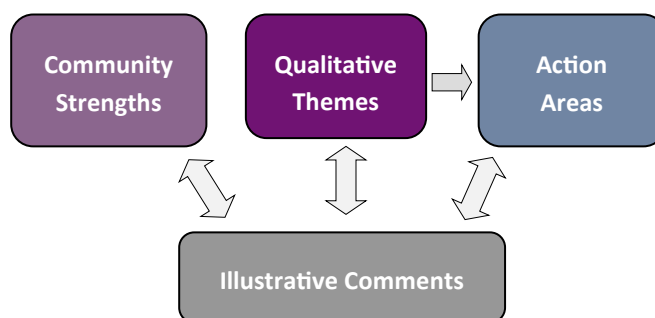 Community
Strengths
Qualitative
Themes
Action
Areas
Illustrative Comments